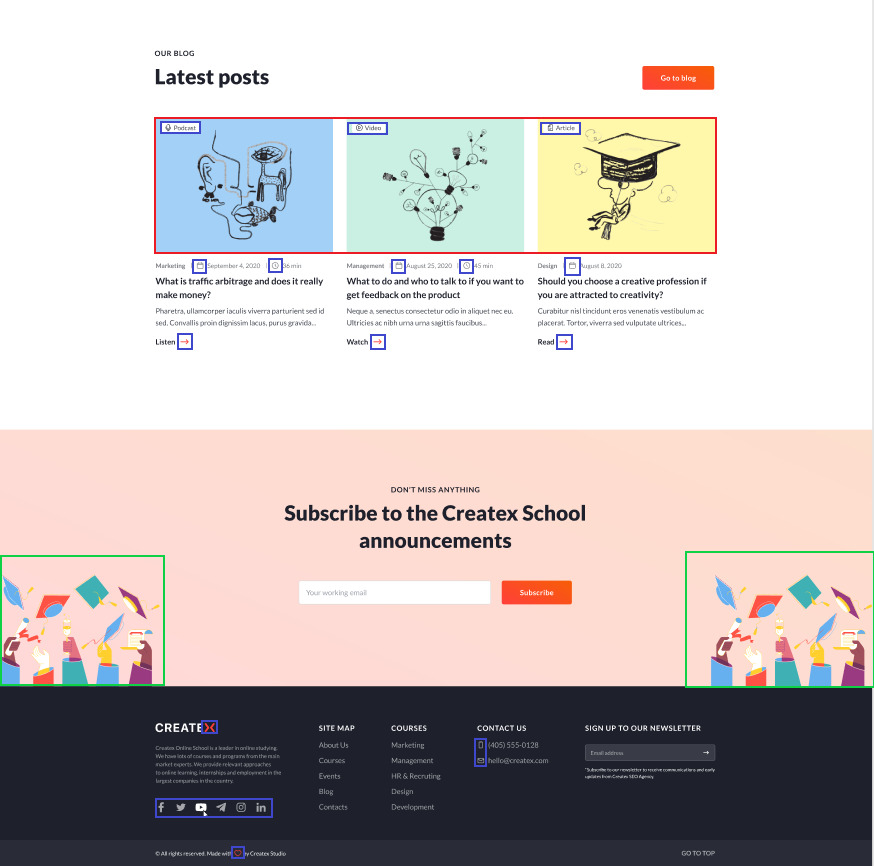 OUR BLOG
Latest posts
Go to blog
Podcast
Video
Article
Marketing | September 4, 2020 | 36 min
What is traffic arbitrage and does it really
make money?
Pharetra, ullamcorper iaculis viverra parturient sed id
sed. Convallis proin dignissim lacus, purus gravida...
Listen →
Management | August 25, 2020 | 45 min
What to do and who to talk to if you want to
get feedback on the product
Neque a, senectus consectetur odio in aliquet nec eu.
Ultricies ac nibh urna urna sagittis faucibus...
Watch →
Design | August 8, 2020
Should you choose a creative profession if
you are attracted to creativity?
Curabitur nisl tincidunt eros venenatis vestibulum ac
placerat. Tortor, viverra sed vulputate ultrices...
Read →
DON'T MISS ANYTHING
Subscribe to the Createx School
announcements
Your working email
Subscribe
CREATEX
Createx Online School is a leader in online studying.
We have lots of courses and programs from the main
market experts. We provide relevant approaches
to online learning, internships and employment in the
largest companies in the country.
SITE MAP
About Us
Courses
Events
Blog
Contacts
COURSES
Marketing
Management
HR & Recruting
Design
Development
CONTACT US
(405) 555-0128
hello@createx.com
SIGN UP TO OUR NEWSLETTER
Email address →
*Subscribe to our newsletter to receive communications and early
updates from Createx SEO Agency.
© All rights reserved. Made with by Createx Studio
GO TO TOP